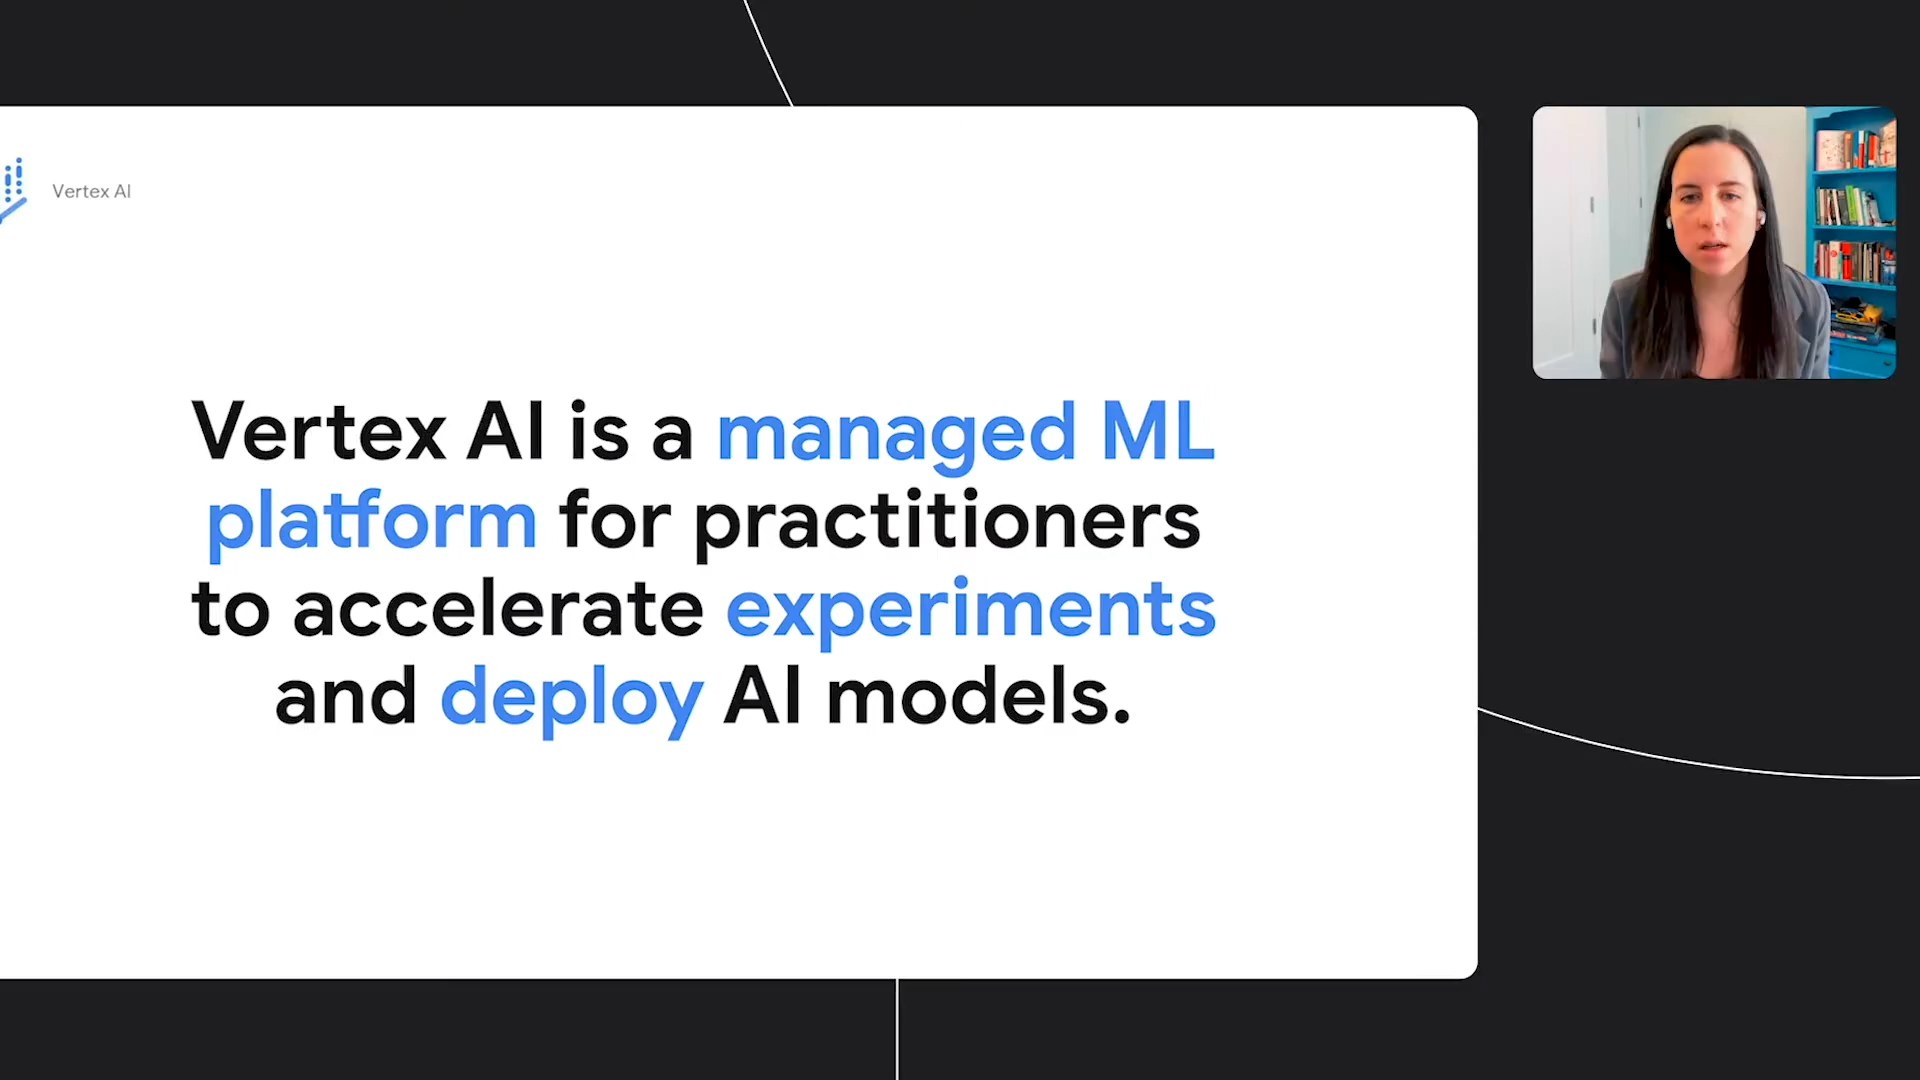 Vertex AI
Vertex AI is a managed ML
platform for practitioners
to accelerate experiments
and deploy AI models.